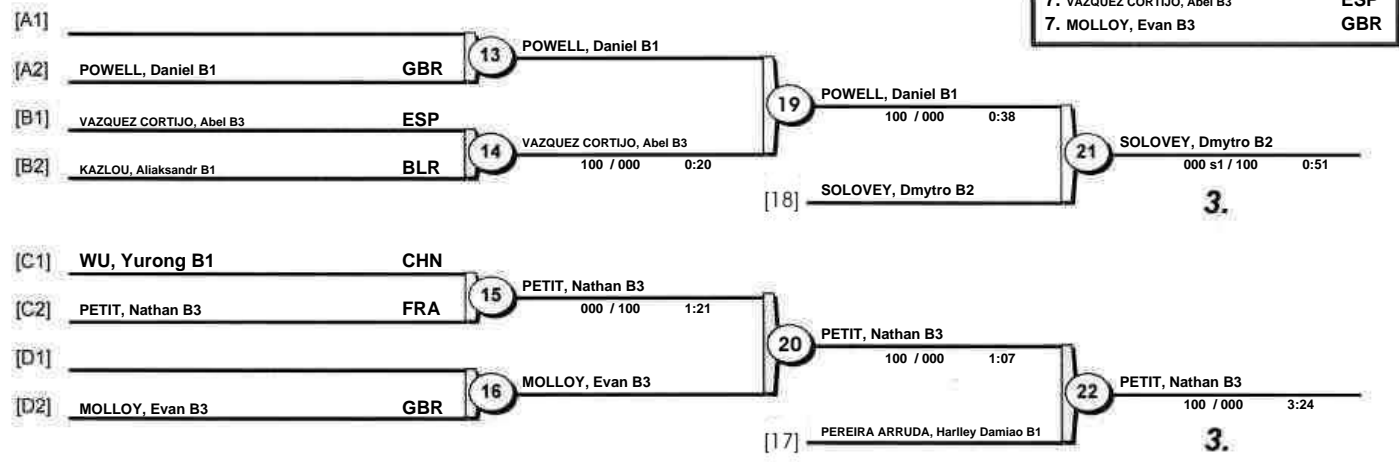 7. VAZQUEZ CORTIJO, Abel B3 ESP
7. MOLLOY, Evan B3 GBR
[A1]
13 POWELL, Daniel B1
[A2] POWELL, Daniel B1 GBR
19 POWELL, Daniel B1
100 / 000 0:38
[B1] VAZQUEZ CORTIJO, Abel B3 ESP
14 VAZQUEZ CORTIJO, Abel B3
100 / 000 0:20
21 SOLOVEY, Dmytro B2
000 s1 / 100 0:51
[B2] KAZLOU, Aliaksandr B1 BLR
[18] SOLOVEY, Dmytro B2
3.
[C1] WU, Yurong B1 CHN
15 PETIT, Nathan B3
000 / 100 1:21
[C2] PETIT, Nathan B3 FRA
20 PETIT, Nathan B3
100 / 000 1:07
[D1]
16 MOLLOY, Evan B3
22 PETIT, Nathan B3
100 / 000 3:24
[D2] MOLLOY, Evan B3 GBR
[17] PEREIRA ARRUDA, Harlley Damiao B1
3.